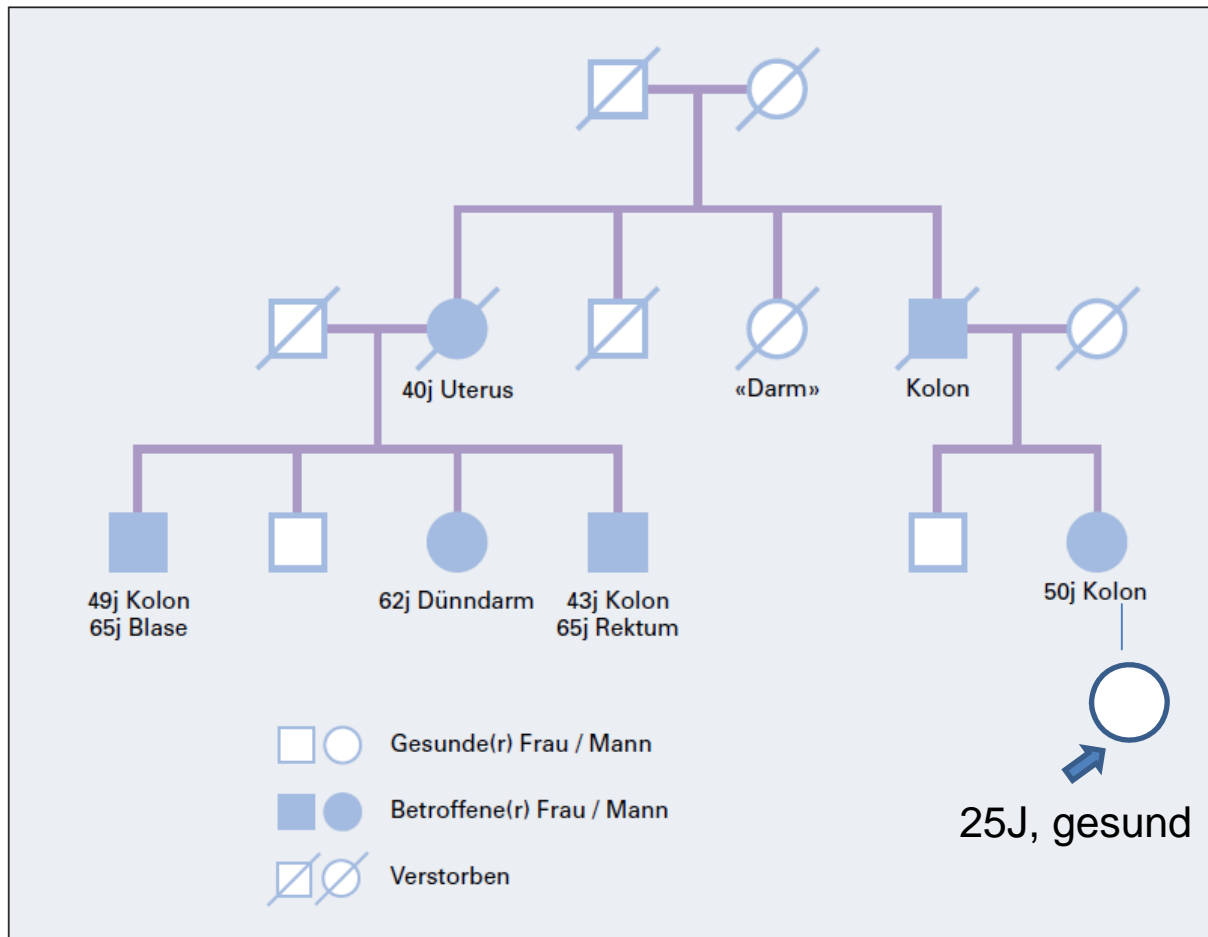 40j Uterus
«Darm»
Kolon
49j Kolon
65j Blase
62j Dünndarm
43j Kolon
65j Rektum
50j Kolon
Gesunde(r) Frau / Mann
Betroffene(r) Frau / Mann
Verstorben
25J, gesund